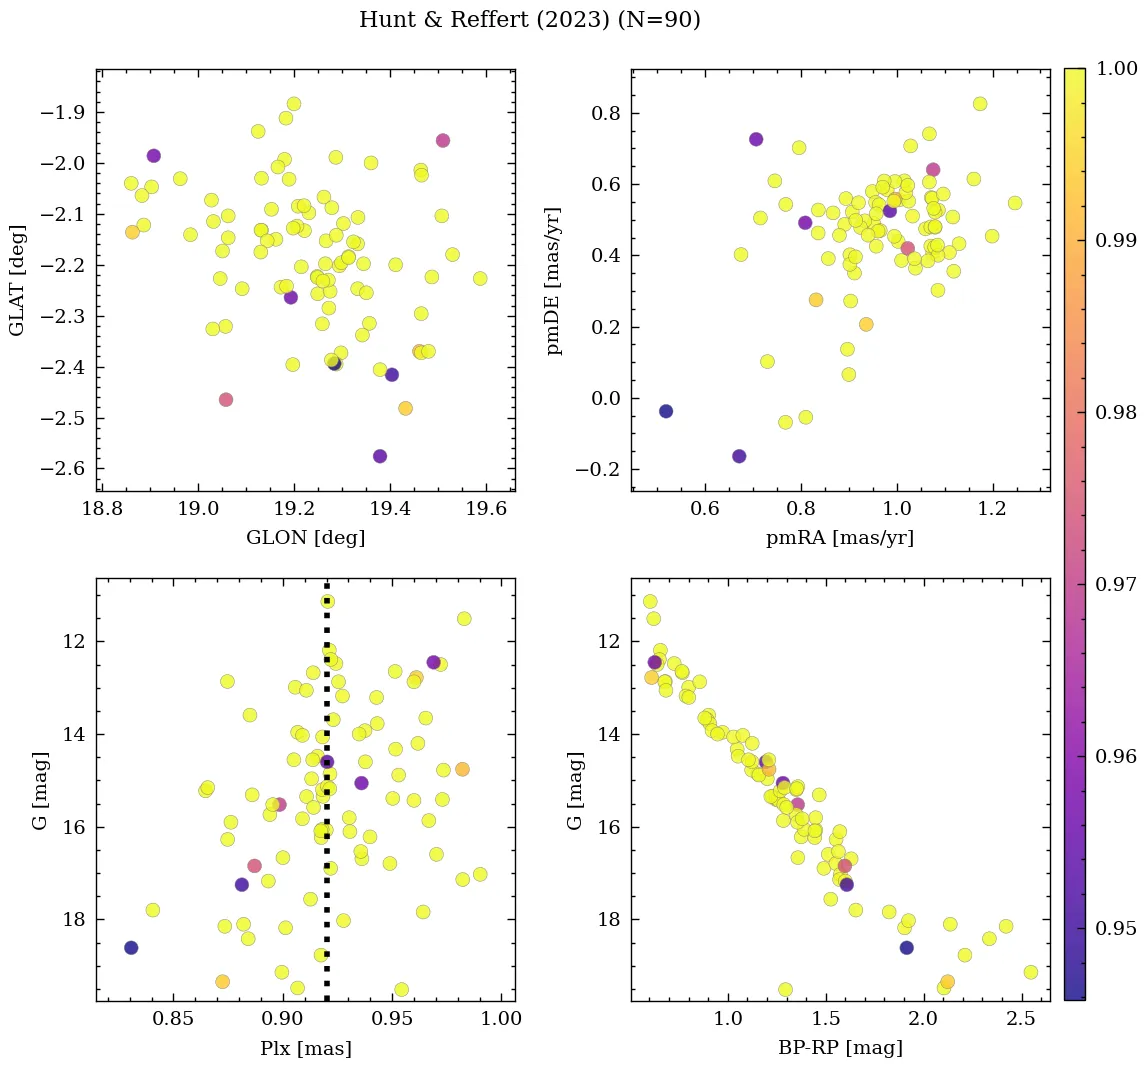 Hunt & Reffert (2023) (N=90)
−1.9
−2.0
−2.1
−2.2
−2.3
−2.4
−2.5
−2.6
GLAT [deg]
18.8 19.0 19.2 19.4 19.6
GLON [deg]
0.8
0.6
0.4
0.2
0.0
−0.2
pmDE [mas/yr]
0.6 0.8 1.0 1.2
pmRA [mas/yr]
12
14
16
18
G [mag]
0.85 0.90 0.95 1.00
Plx [mas]
12
14
16
18
G [mag]
1.0 1.5 2.0 2.5
BP-RP [mag]
1.00
0.99
0.98
0.97
0.96
0.95